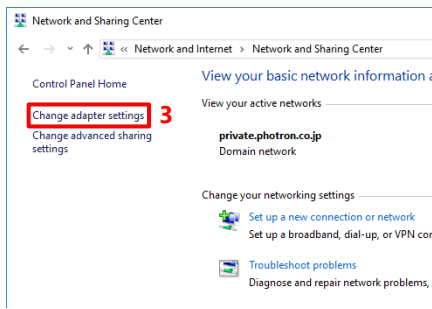 Network and Sharing Center
« Network and Internet > Network and Sharing Center
Control Panel Home
Change adapter settings 3
Change advanced sharing
settings
View your basic network information
View your active networks
private.photron.co.jp
Domain network
Change your networking settings
Set up a new connection or network
Set up a broadband, dial-up, or VPN
Troubleshoot problems
Diagnose and repair network problems,